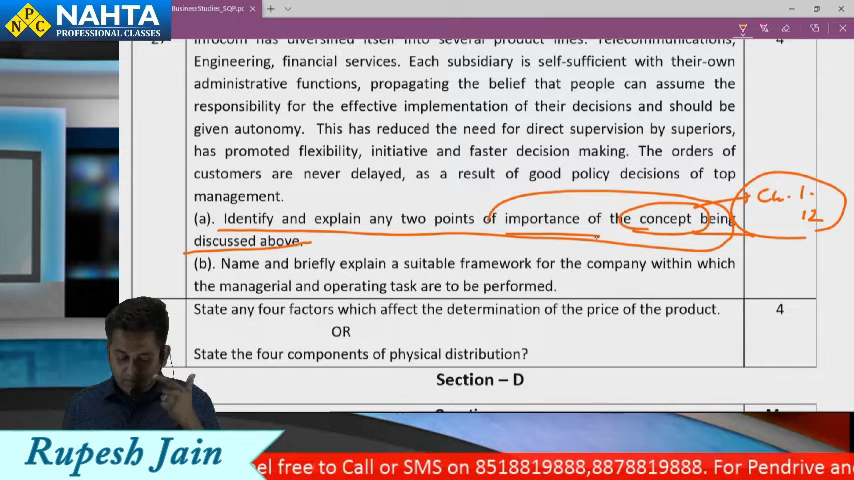 BusinessStudies_SQP.pc
NAHTA
NPC
PROFESSIONAL CLASSES
Infocom has diversified itself into several product lines. Telecommunications,
4
Engineering, financial services. Each subsidiary is self-sufficient with their own
administrative functions, propagating the belief that people can assume the
responsibility for the effective implementation of their decisions and should be
given autonomy. This has reduced the need for direct supervision by superiors,
has promoted flexibility, initiative and faster decision making. The orders of
customers are never delayed, as a result of good policy decisions of top
management.
Ch. 1.
12
(a). Identify and explain any two points of importance of the concept being
discussed above.
(b). Name and briefly explain a suitable framework for the company within which
the managerial and operating task are to be performed.
State any four factors which affect the determination of the price of the product.
4
OR
State the four components of physical distribution?
Section – D
Rupesh Jain
el free to Call or SMS on 8518819888,8878819888. For Pendrive an